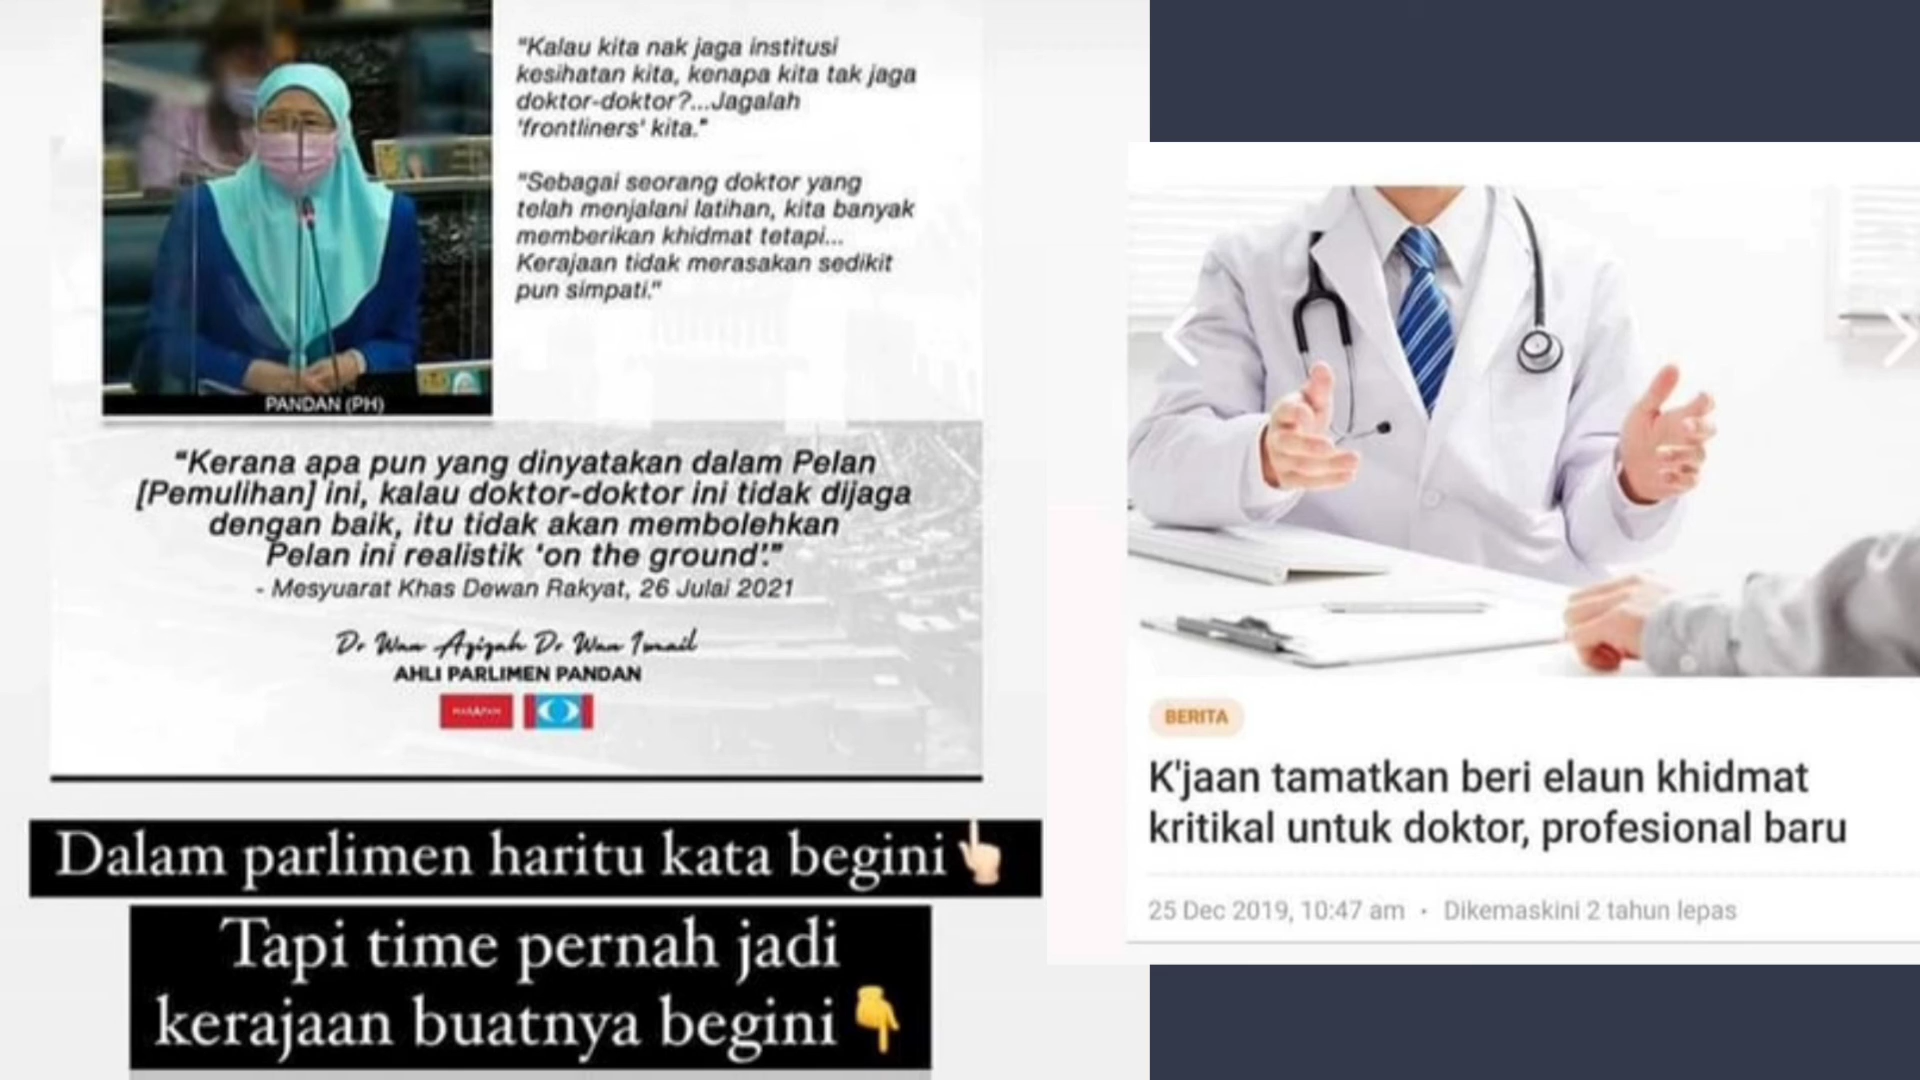 "Kalau kita nak jaga institusi
kesihatan kita, kenapa kita tak jaga
doktor-doktor?...Jagalah
'frontliners' kita."
"Sebagai seorang doktor yang
telah menjalani latihan, kita banyak
memberikan khidmat tetapi...
Kerajaan tidak merasakan sedikit
pun simpati."
PANDAN (PH)
"Kerana apa pun yang dinyatakan dalam Pelan
[Pemulihan] ini, kalau doktor-doktor ini tidak dijaga
dengan baik, itu tidak akan membolehkan
Pelan ini realistik 'on the ground'."
- Mesyuarat Khas Dewan Rakyat, 26 Julai 2021
Dr Wan Azizah Dr Wan Ismail
AHLI PARLIMEN PANDAN
HARAPAN
Dalam parlimen haritu kata begini👆🏻
Tapi time pernah jadi
kerajaan buatnya begini👇
BERITA
K'jaan tamatkan beri elaun khidmat
kritikal untuk doktor, profesional baru
25 Dec 2019, 10:47 am · Dikemaskini 2 tahun lepas